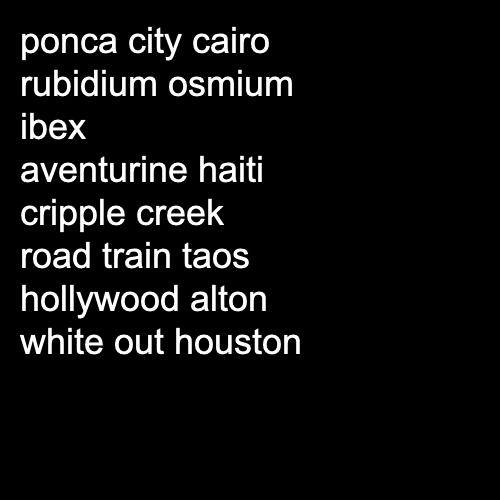 ponca city cairo
rubidium osmium
ibex
aventurine haiti
cripple creek
road train taos
hollywood alton
white out houston